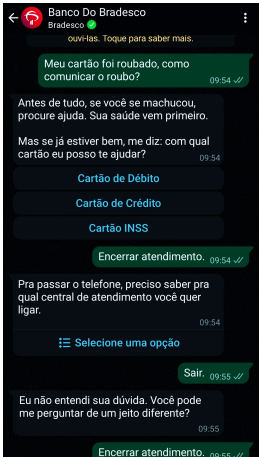 Banco Do Bradesco
Bradesco
ouvi-las. Toque para saber mais.
Meu cartão foi roubado, como
comunicar o roubo?
09:54
Antes de tudo, se você se machucou,
procure ajuda. Sua saúde vem primeiro.
Mas se já estiver bem, me diz: com qual
cartão eu posso te ajudar?
09:54
Cartão de Débito
Cartão de Crédito
Cartão INSS
Encerrar atendimento.
09:54
Pra passar o telefone, preciso saber pra
qual central de atendimento você quer
ligar.
09:54
Selecione uma opção
Sair.
09:55
Eu não entendi sua dúvida. Você pode
me perguntar de um jeito diferente?
09:55
Encerrar atendimento.
09:55